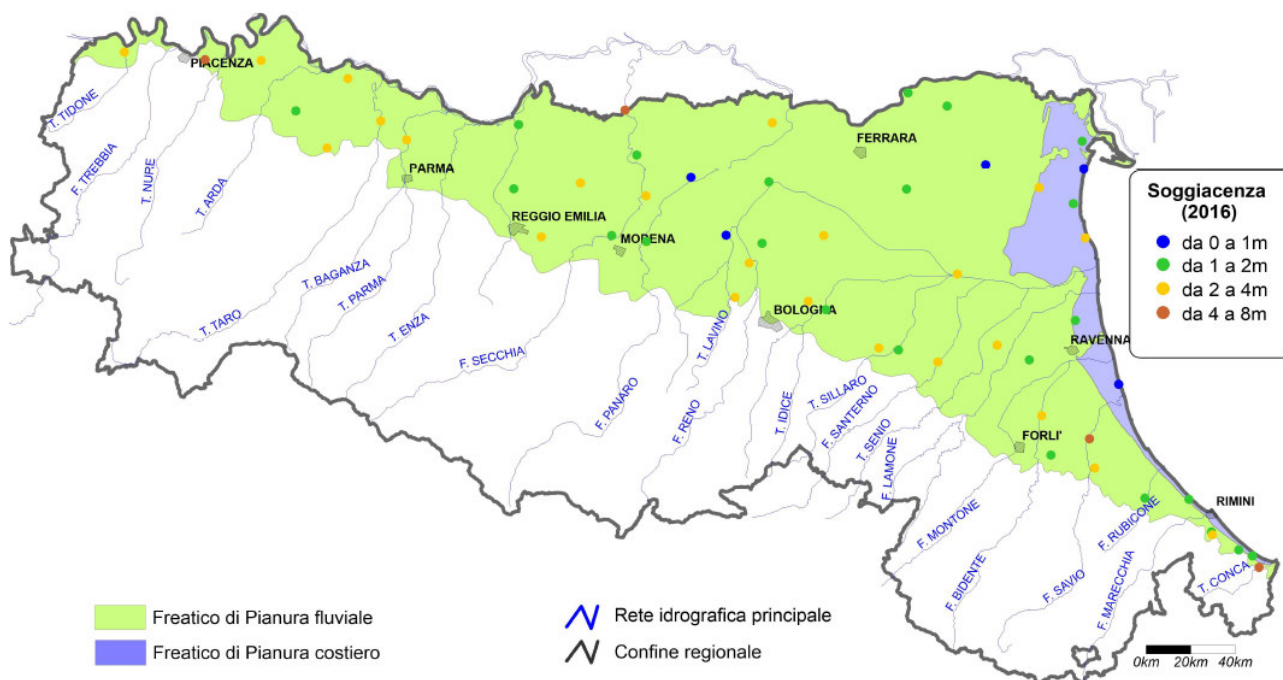 PIACENZA
T. TIDONE
F. TREBBIA
T. NURE
T. ARDA
PARMA
FERRARA
REGGIO EMILIA
MODENA
BOLOGNA
RAVENNA
FORLI'
RIMINI
T. TARO
T. BAGANZA
T. PARMA
T. ENZA
F. SECCHIA
F. PANARO
F. RENO
T. LAVINO
T. IDICE
T. SILLARO
F. SANTERNO
T. SENIO
F. LAMONE
F. MONTONE
F. BIDENTE
F. SAVIO
F. RUBICONE
F. MARECCHIA
T. CONCA
Soggiacenza
(2016)
da 0 a 1m
da 1 a 2m
da 2 a 4m
da 4 a 8m
Freatico di Pianura fluviale
Freatico di Pianura costiero
Rete idrografica principale
Confine regionale
0km 20km 40km